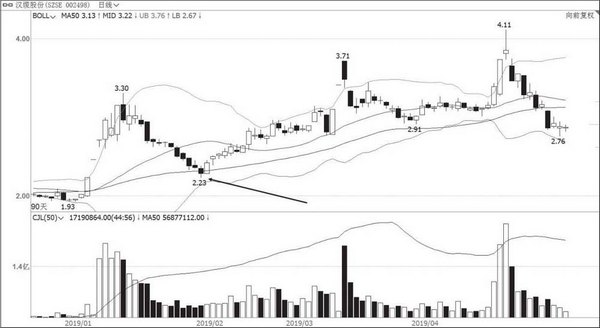 汉缆股份(SZSE 002498) 日线
向前复权
BOLL MA50 3.13↑ MID 3.22↓ UB 3.76↑ LB 2.67↓
4.11
4.00
3.71
3.30
2.91
2.76
2.23
2.00
90天 1.93
CJL(50) 17190864.00(44:56)↓ MA50 56877112.00↓
1.4亿
2019/01 2019/02 2019/03 2019/04